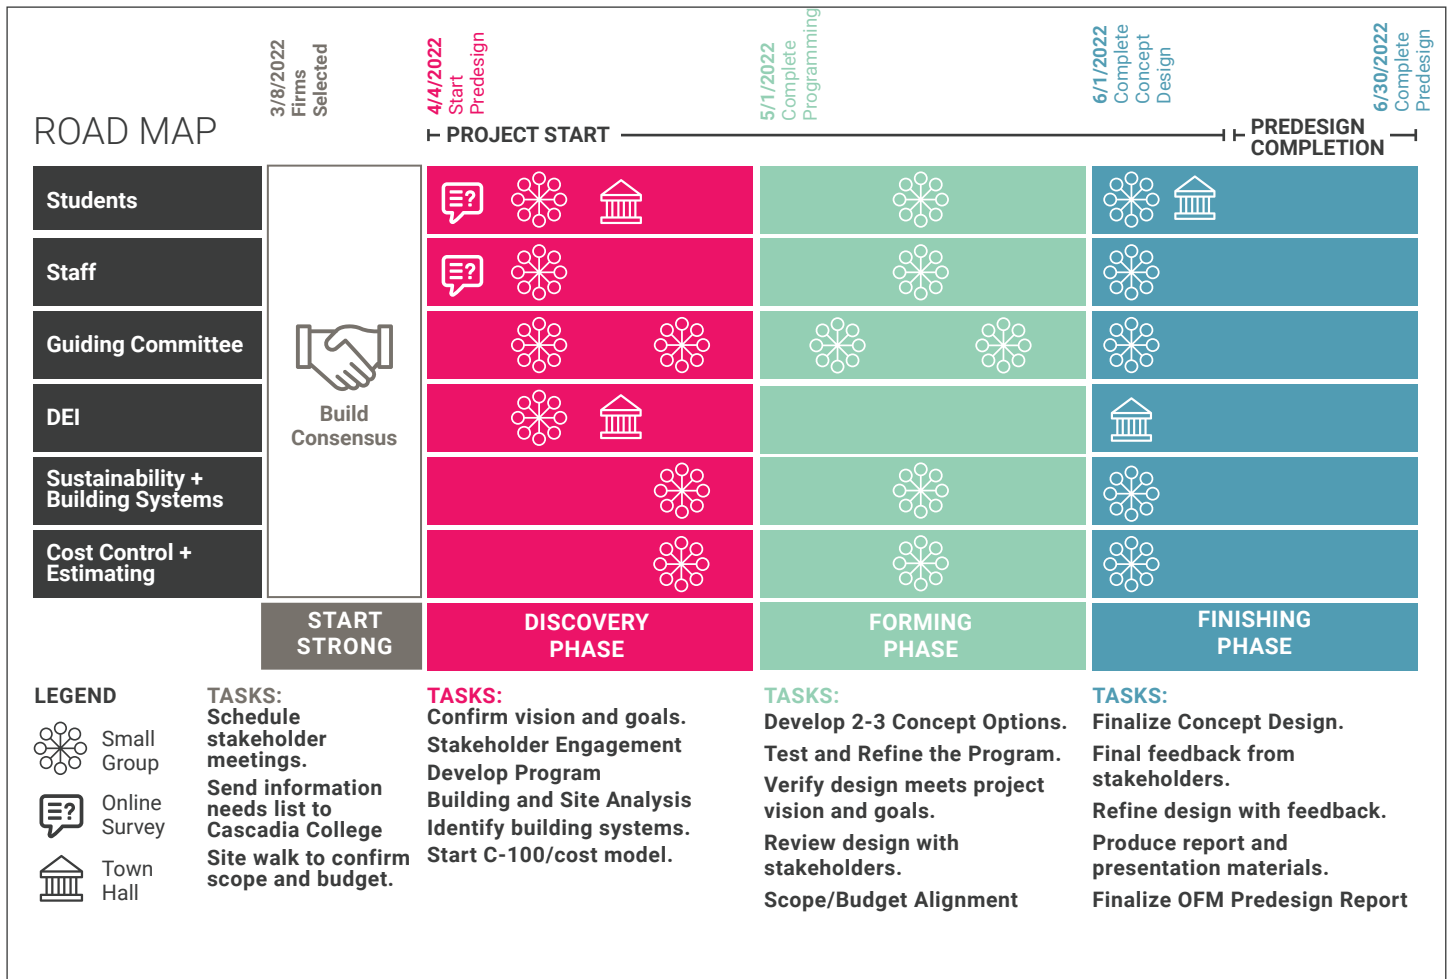 3/8/2022
Firms
Selected
4/4/2022
Start
Predesign
5/1/2022
Complete
Programming
6/1/2022
Complete
Concept
Design
6/30/2022
Complete
Predesign
ROAD MAP
PROJECT START
PREDESIGN
COMPLETION
Students
Staff
Guiding Committee
DEI
Sustainability +
Building Systems
Cost Control +
Estimating
Build
Consensus
START
STRONG
DISCOVERY
PHASE
FORMING
PHASE
FINISHING
PHASE
LEGEND
Small
Group
Online
Survey
Town
Hall
TASKS:
Schedule
stakeholder
meetings.
Send information
needs list to
Cascadia College
Site walk to confirm
scope and budget.
TASKS:
Confirm vision and goals.
Stakeholder Engagement
Develop Program
Building and Site Analysis
Identify building systems.
Start C-100/cost model.
TASKS:
Develop 2-3 Concept Options.
Test and Refine the Program.
Verify design meets project
vision and goals.
Review design with
stakeholders.
Scope/Budget Alignment
TASKS:
Finalize Concept Design.
Final feedback from
stakeholders.
Refine design with feedback.
Produce report and
presentation materials.
Finalize OFM Predesign Report